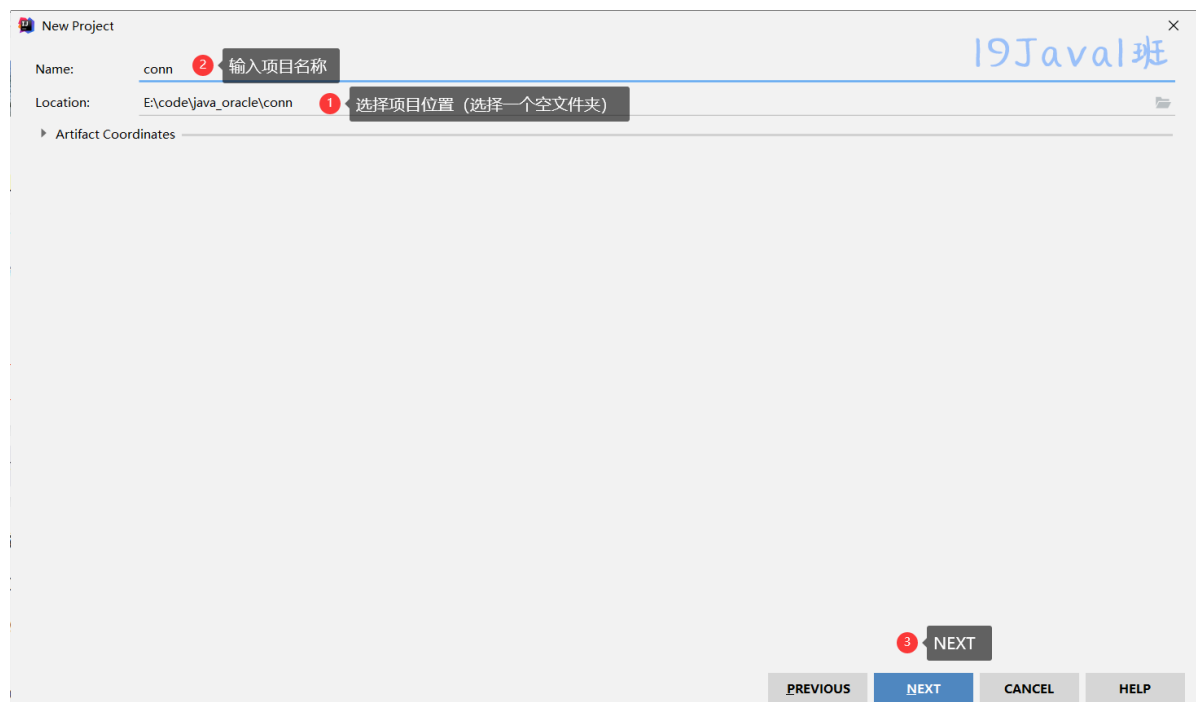 New Project
19Java1班
Name: conn 2 输入项目名称
Location: E:\code\java_oracle\conn 1 选择项目位置（选择一个空文件夹）
Artifact Coordinates
3 NEXT
PREVIOUS NEXT CANCEL HELP